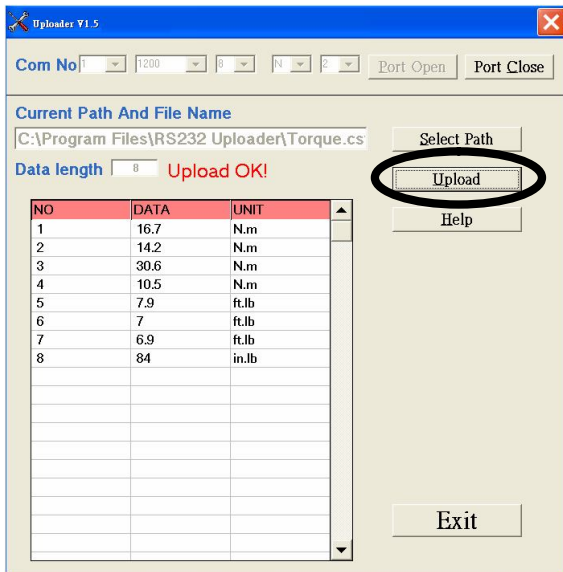 Uploader V1.5
Com No 1 1200 8 N 2 Port Open Port Close
Current Path And File Name
C:\Program Files\RS232 Uploader\Torque.cs
Select Path
Data length 8 Upload OK!
Upload
Help
NO DATA UNIT
1 16.7 N.m
2 14.2 N.m
3 30.6 N.m
4 10.5 N.m
5 7.9 ft.lb
6 7 ft.lb
7 6.9 ft.lb
8 84 in.lb
Exit